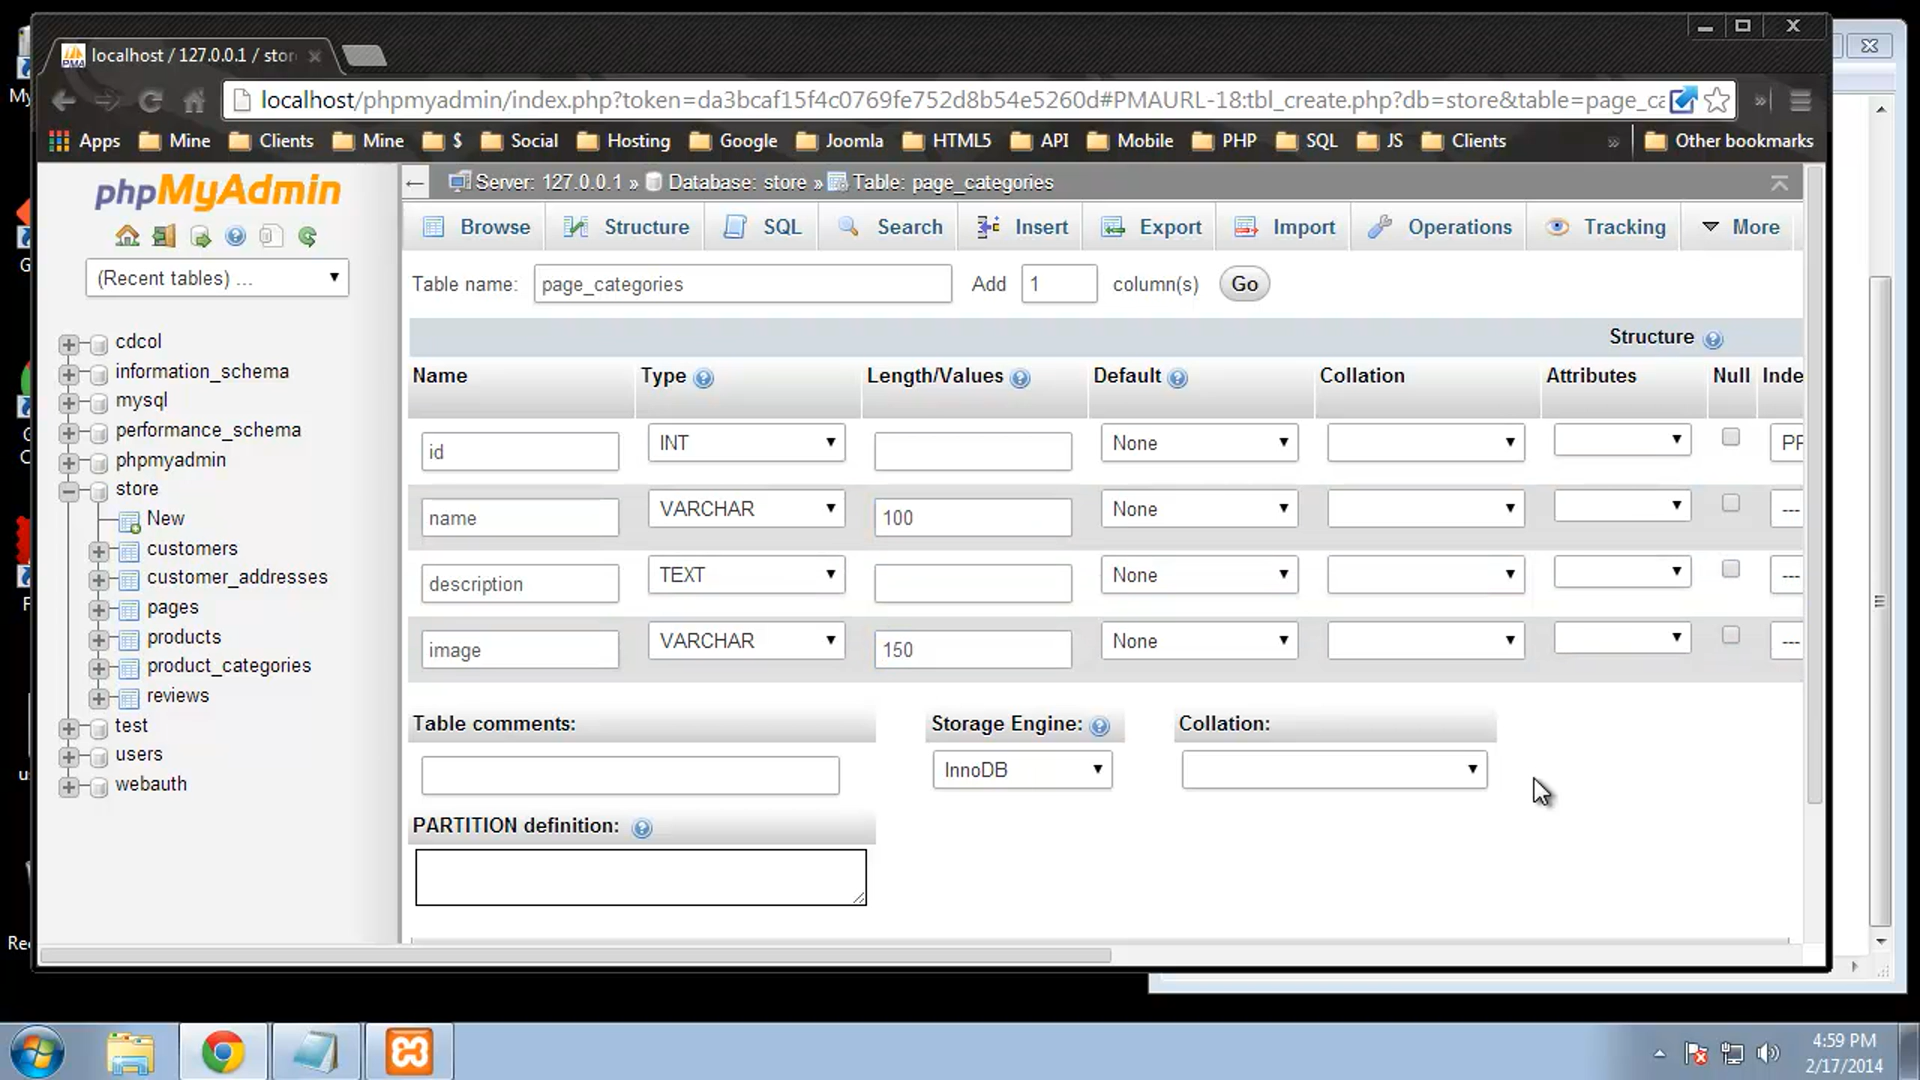 localhost / 127.0.0.1 / stor
localhost/phpmyadmin/index.php?token=da3bcaf15f4c0769fe752d8b54e5260d#PMAURL-18:tbl_create.php?db=store&table=page_ca
Apps Mine Clients Mine $ Social Hosting Google Joomla HTML5 API Mobile PHP SQL JS Clients » Other bookmarks
phpMyAdmin
(Recent tables) ...
cdcol
information_schema
mysql
performance_schema
phpmyadmin
store
New
customers
customer_addresses
pages
products
product_categories
reviews
test
users
webauth
Server: 127.0.0.1 » Database: store » Table: page_categories
Browse Structure SQL Search Insert Export Import Operations Tracking More
Table name: page_categories Add 1 column(s) Go
Structure
Name Type Length/Values Default Collation Attributes Null Inde
id INT None PF
name VARCHAR 100 None ---
description TEXT None ---
image VARCHAR 150 None ---
Table comments: Storage Engine: Collation:
InnoDB
PARTITION definition:
4:59 PM
2/17/2014